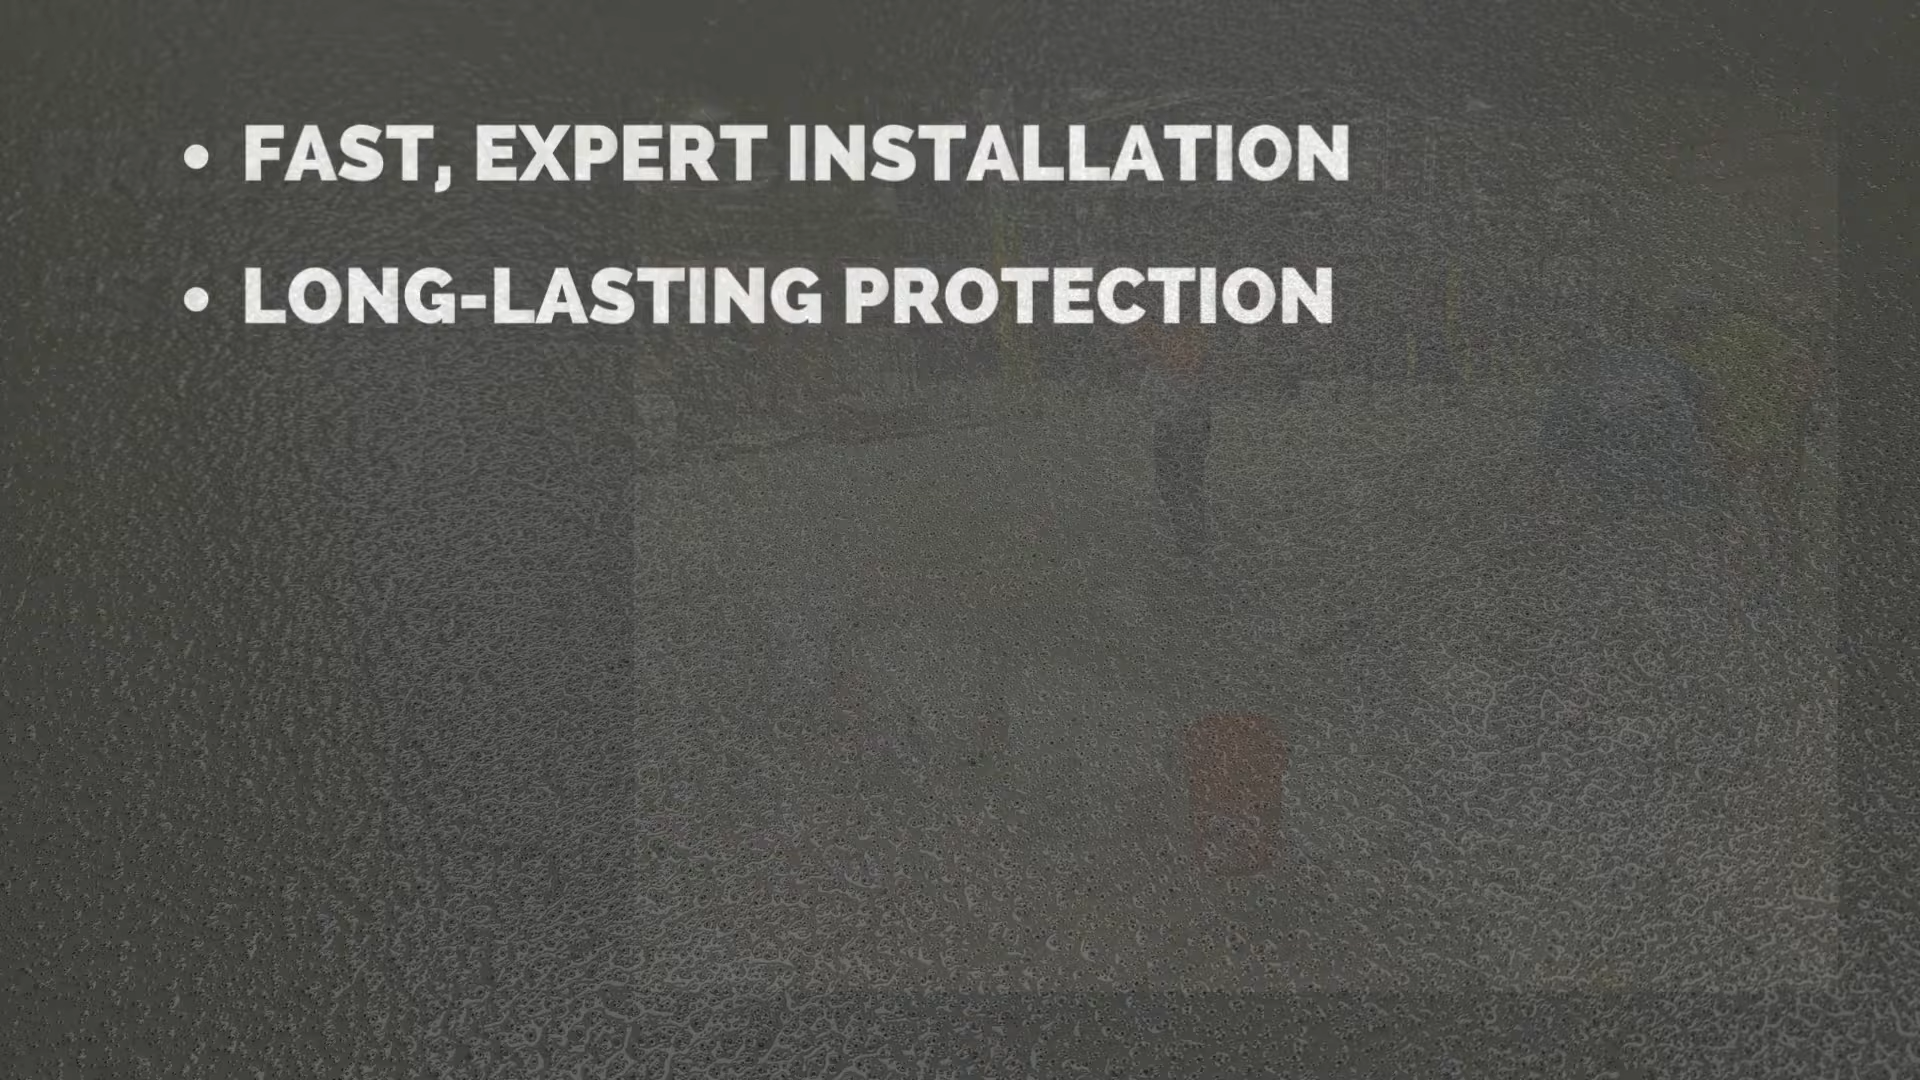 • FAST, EXPERT INSTALLATION
• LONG-LASTING PROTECTION